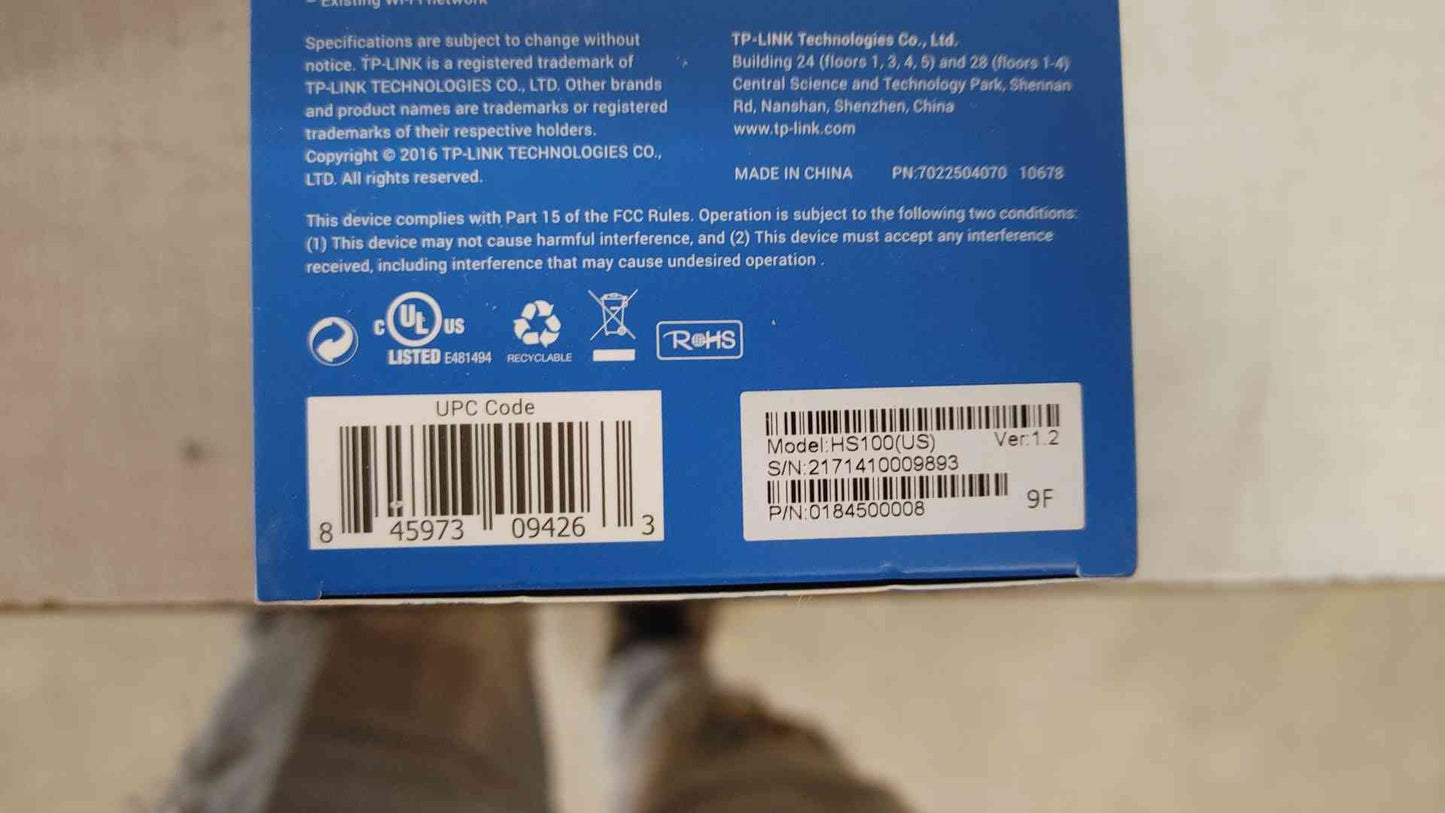 – Existing Wi-Fi network
Specifications are subject to change without
notice. TP-LINK is a registered trademark of
TP-LINK TECHNOLOGIES CO., LTD. Other brands
and product names are trademarks or registered
trademarks of their respective holders.
Copyright © 2016 TP-LINK TECHNOLOGIES CO.,
LTD. All rights reserved.
TP-LINK Technologies Co., Ltd.
Building 24 (floors 1, 3, 4, 5) and 28 (floors 1-4)
Central Science and Technology Park, Shennan
Rd, Nanshan, Shenzhen, China
www.tp-link.com
MADE IN CHINA PN:7022504070 10678
This device complies with Part 15 of the FCC Rules. Operation is subject to the following two conditions:
(1) This device may not cause harmful interference, and (2) This device must accept any interference
received, including interference that may cause undesired operation .
C UL US
LISTED E481494
RECYCLABLE
RoHS
UPC Code
8 45973 09426 3
Model:HS100(US) Ver:1.2
S/N:2171410009893
P/N:0184500008
9F